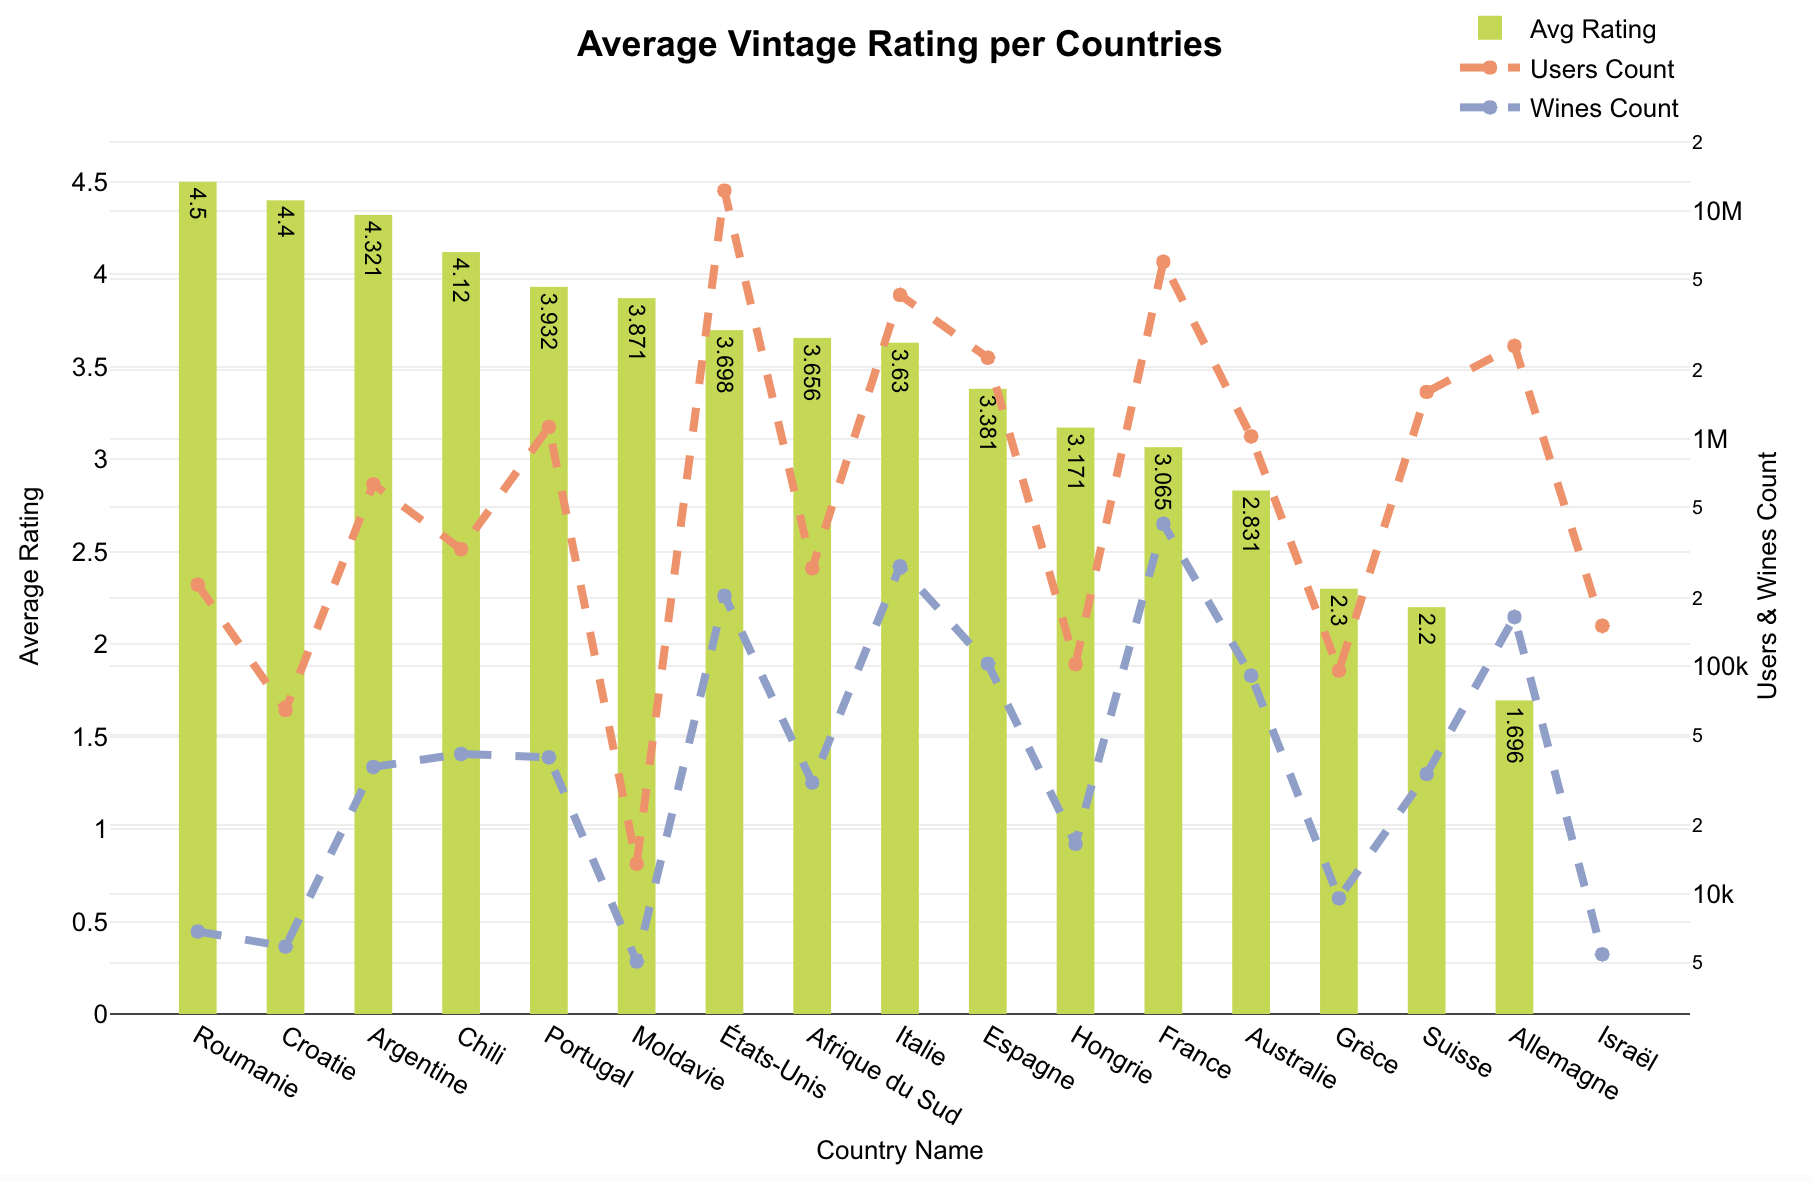 Average Vintage Rating per Countries
Avg Rating
Users Count
Wines Count
Average Rating
4.5
4
3.5
3
2.5
2
1.5
1
0.5
0
4.5
4.4
4.321
4.12
3.932
3.871
3.698
3.656
3.63
3.381
3.171
3.065
2.831
2.3
2.2
1.696
2
10M
5
2
1M
5
2
100k
5
2
10k
5
Users & Wines Count
Roumanie
Croatie
Argentine
Chili
Portugal
Moldavie
États-Unis
Afrique du Sud
Italie
Espagne
Hongrie
France
Australie
Grèce
Suisse
Allemagne
Israël
Country Name